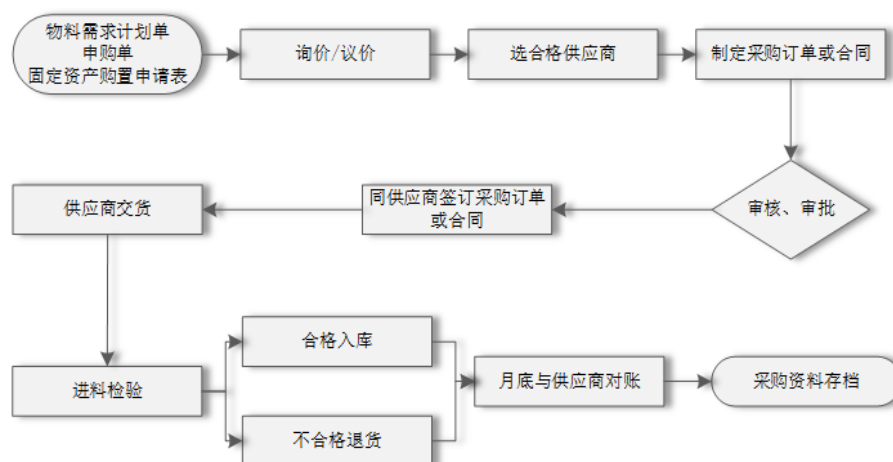 物料需求计划单
申购单
固定资产购置申请表
询价/议价
选合格供应商
制定采购订单或合同
审核、审批
同供应商签订采购订单
或合同
供应商交货
进料检验
合格入库
不合格退货
月底与供应商对账
采购资料存档